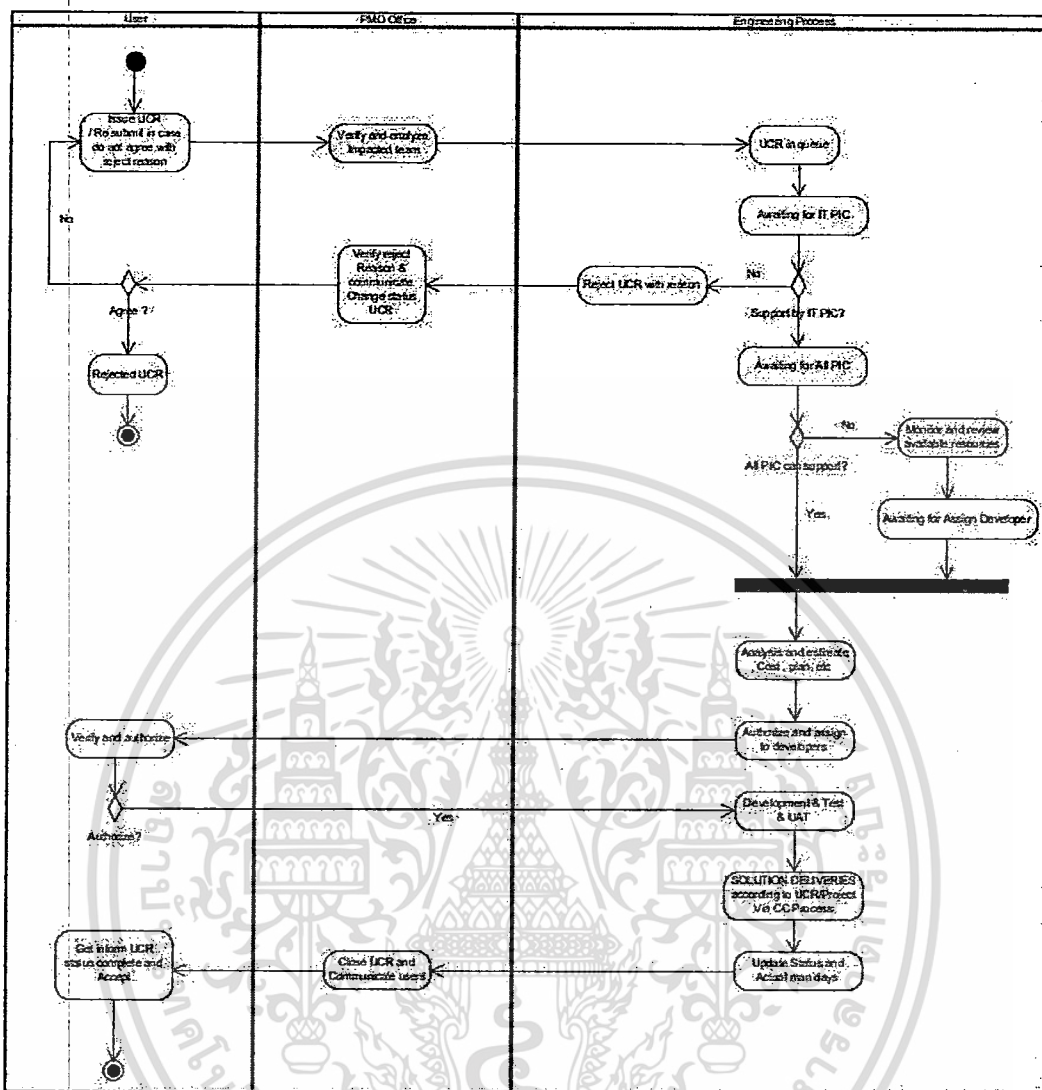 User
PMO Office
Engineering Process
Issue UCR
/ Re submit in case
do not agree with
reject reason
Verify and analyze
Impacted team
UCR in queue
Awaiting for IT PIC
No
Verify reject
Reason &
communicate
Change status
UCR
Reject UCR with reason
No
Agree ?
Support by IT PIC?
Rejected UCR
Awaiting for All PIC
No
Monitor and review
available resources
All PIC can support?
Yes
Awaiting for Assign Developer
Analysis and estimate
Cost, plan, etc
Verify and authorize
Authorize and assign
to developers
Authorize?
Yes
Development & Test
& UAT
SOLUTION DELIVERIES
according to UCR/Project
Via CC Process
Get inform UCR
status complete and
Accept
Close UCR and
Communicate users
Update Status and
Actual man days